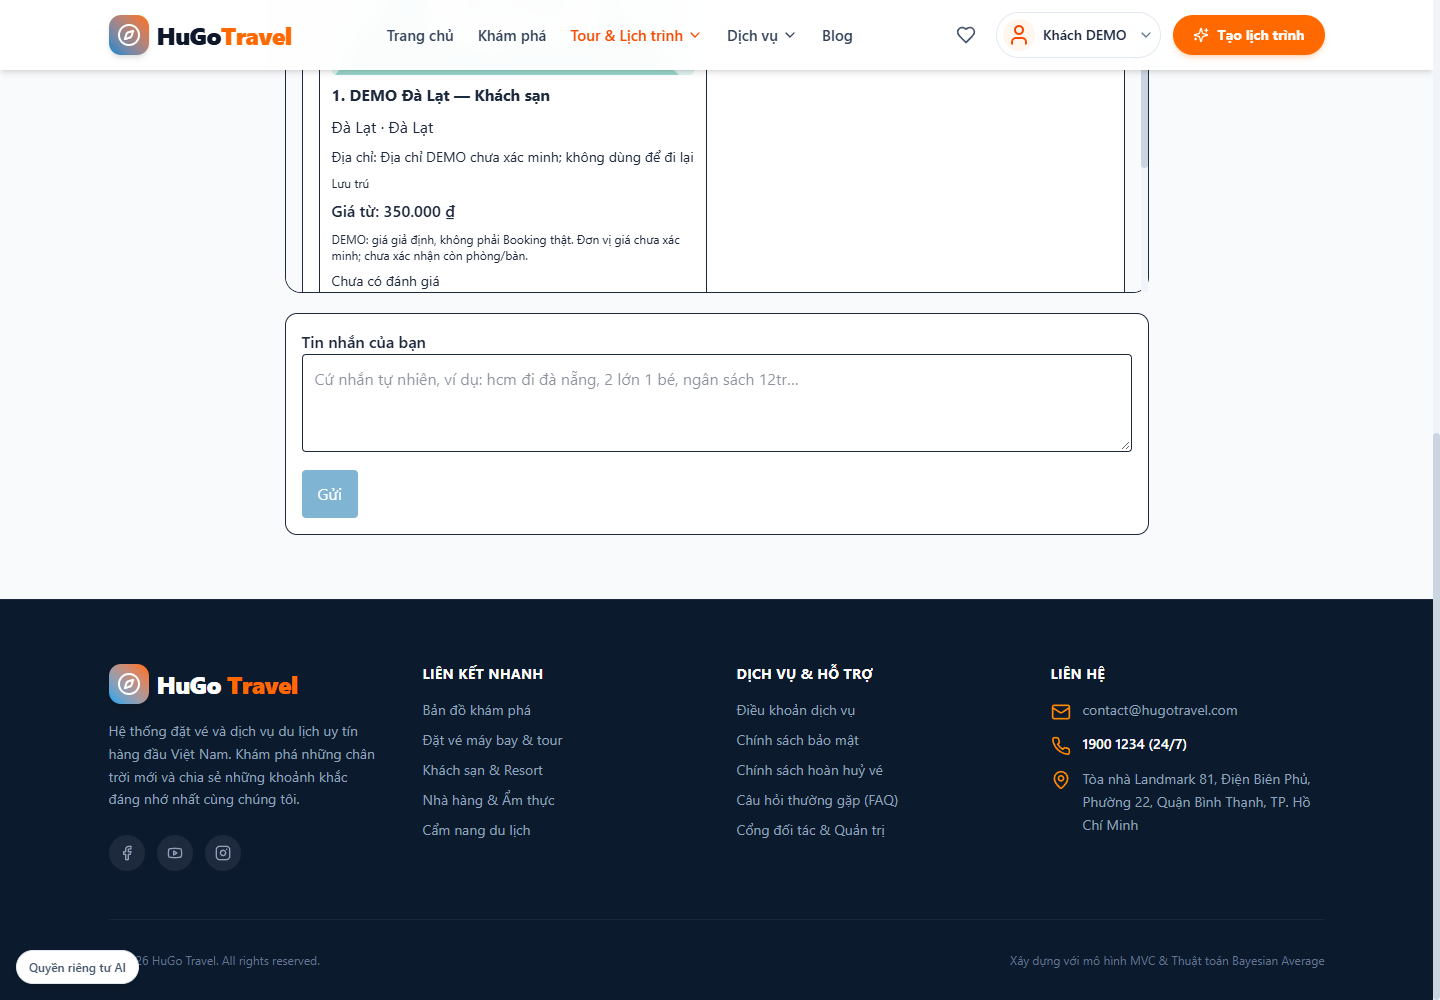 HuGoTravel
Trang chủ
Khám phá
Tour & Lịch trình
Dịch vụ
Blog
Khách DEMO
Tạo lịch trình
1. DEMO Đà Lạt — Khách sạn
Đà Lạt · Đà Lạt
Địa chỉ: Địa chỉ DEMO chưa xác minh; không dùng để đi lại
Lưu trú
Giá từ: 350.000 ₫
DEMO: giá giả định, không phải Booking thật. Đơn vị giá chưa xác
minh; chưa xác nhận còn phòng/bàn.
Chưa có đánh giá
Tin nhắn của bạn
Cứ nhắn tự nhiên, ví dụ: hcm đi đà nẵng, 2 lớn 1 bé, ngân sách 12tr...
Gửi
HuGo Travel
Hệ thống đặt vé và dịch vụ du lịch uy tín
hàng đầu Việt Nam. Khám phá những chân
trời mới và chia sẻ những khoảnh khắc
đáng nhớ nhất cùng chúng tôi.
LIÊN KẾT NHANH
Bản đồ khám phá
Đặt vé máy bay & tour
Khách sạn & Resort
Nhà hàng & Ẩm thực
Cẩm nang du lịch
DỊCH VỤ & HỖ TRỢ
Điều khoản dịch vụ
Chính sách bảo mật
Chính sách hoàn huỷ vé
Câu hỏi thường gặp (FAQ)
Cổng đối tác & Quản trị
LIÊN HỆ
contact@hugotravel.com
1900 1234 (24/7)
Tòa nhà Landmark 81, Điện Biên Phủ,
Phường 22, Quận Bình Thạnh, TP. Hồ
Chí Minh
Quyền riêng tư AI
26 HuGo Travel. All rights reserved.
Xây dựng với mô hình MVC & Thuật toán Bayesian Average